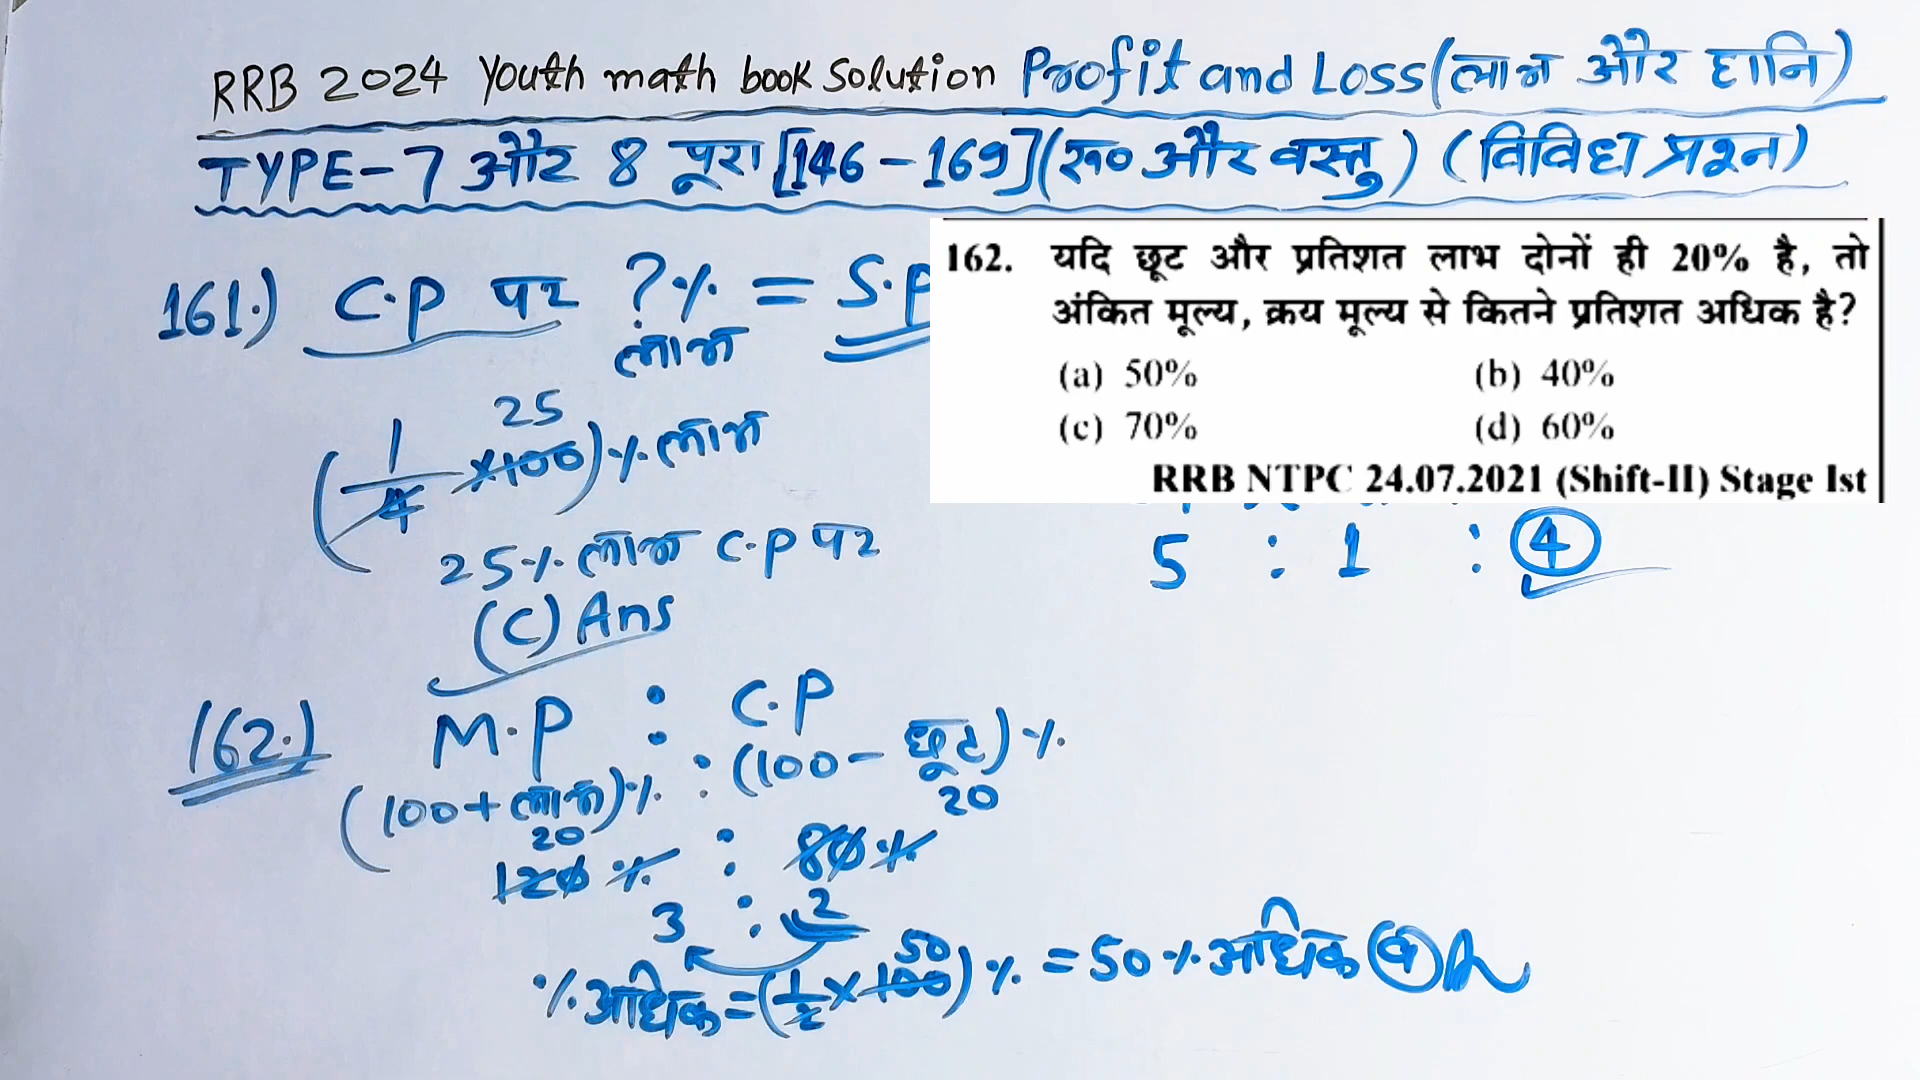 RRB 2024 Youth math book Solution Profit and Loss (लाभ और हानि)
TYPE-7 और 8 पूरा [146-169] (रू० और वस्तु) (विविध प्रश्न)
161.) C.P पर ?% = S.P
लाभ
25
(1/4 ×100)% लाभ
25% लाभ C.P पर
(C) Ans
162. यदि छूट और प्रतिशत लाभ दोनों ही 20% है, तो
अंकित मूल्य, क्रय मूल्य से कितने प्रतिशत अधिक है?
(a) 50% (b) 40%
(c) 70% (d) 60%
RRB NTPC 24.07.2021 (Shift-II) Stage Ist
5 : 1 : 4
162.) M.P : C.P
(100+लाभ)% : (100-छूट)%
20 20
120% : 80%
3 : 2
50
% अधिक = (1/2 × 100)% = 50% अधिक (a)